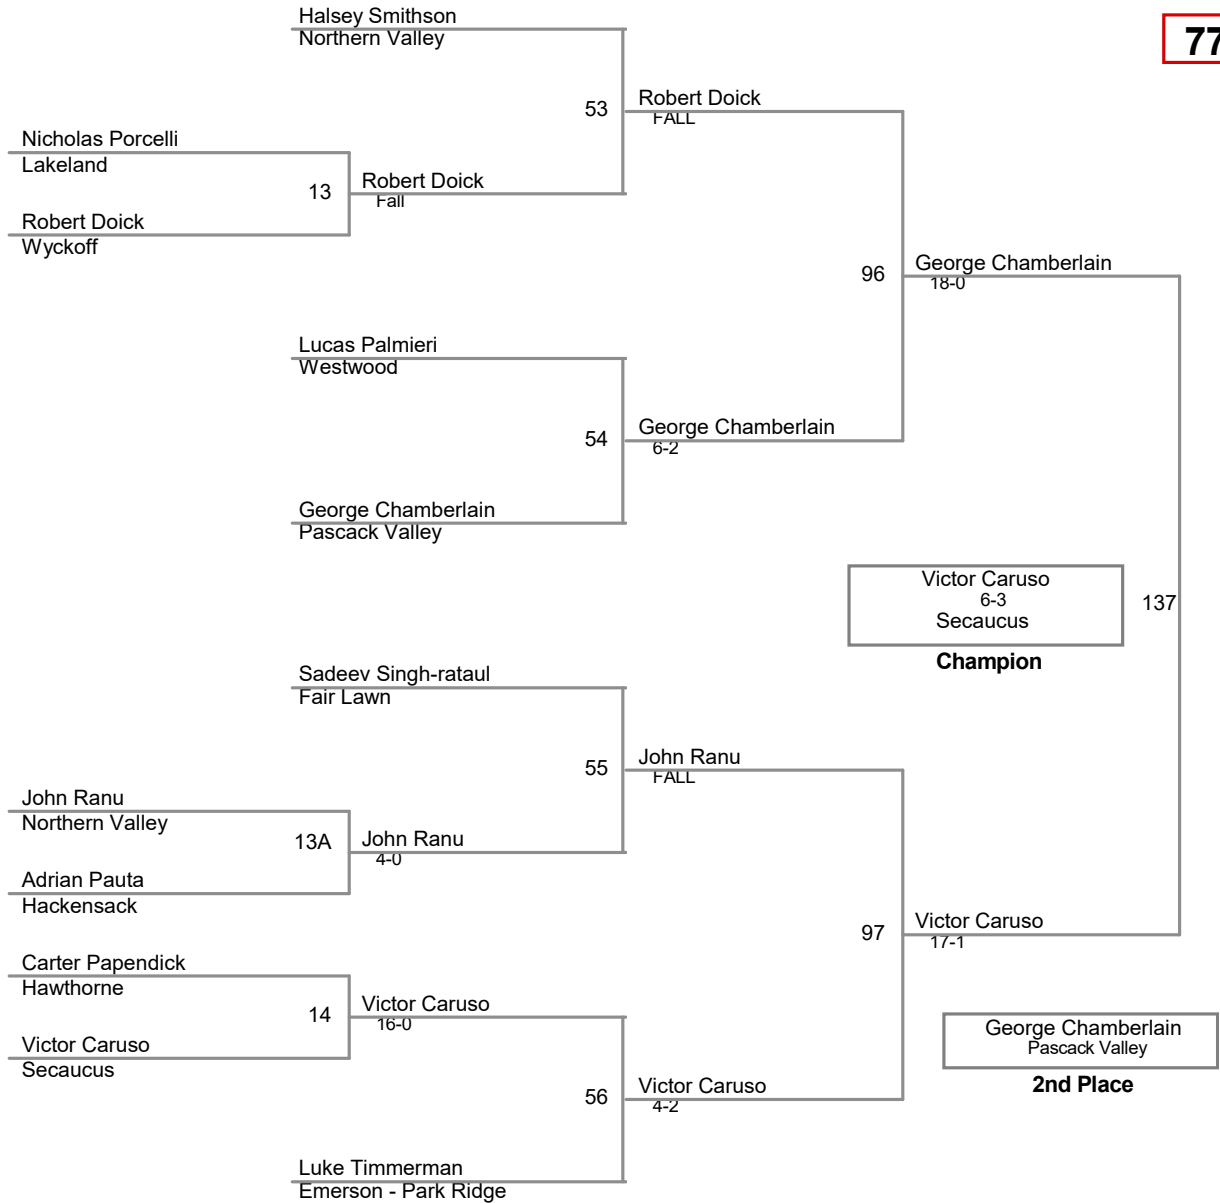 Halsey Smithson
Northern Valley
77
53
Robert Doick
FALL
Nicholas Porcelli
Lakeland
13
Robert Doick
Fall
Robert Doick
Wyckoff
96
George Chamberlain
18-0
Lucas Palmieri
Westwood
54
George Chamberlain
6-2
George Chamberlain
Pascack Valley
Victor Caruso
6-3
Secaucus
137
Champion
Sadeev Singh-rataul
Fair Lawn
55
John Ranu
FALL
John Ranu
Northern Valley
13A
John Ranu
4-0
Adrian Pauta
Hackensack
97
Victor Caruso
17-1
Carter Papendick
Hawthorne
14
Victor Caruso
16-0
Victor Caruso
Secaucus
George Chamberlain
Pascack Valley
2nd Place
56
Victor Caruso
4-2
Luke Timmerman
Emerson - Park Ridge